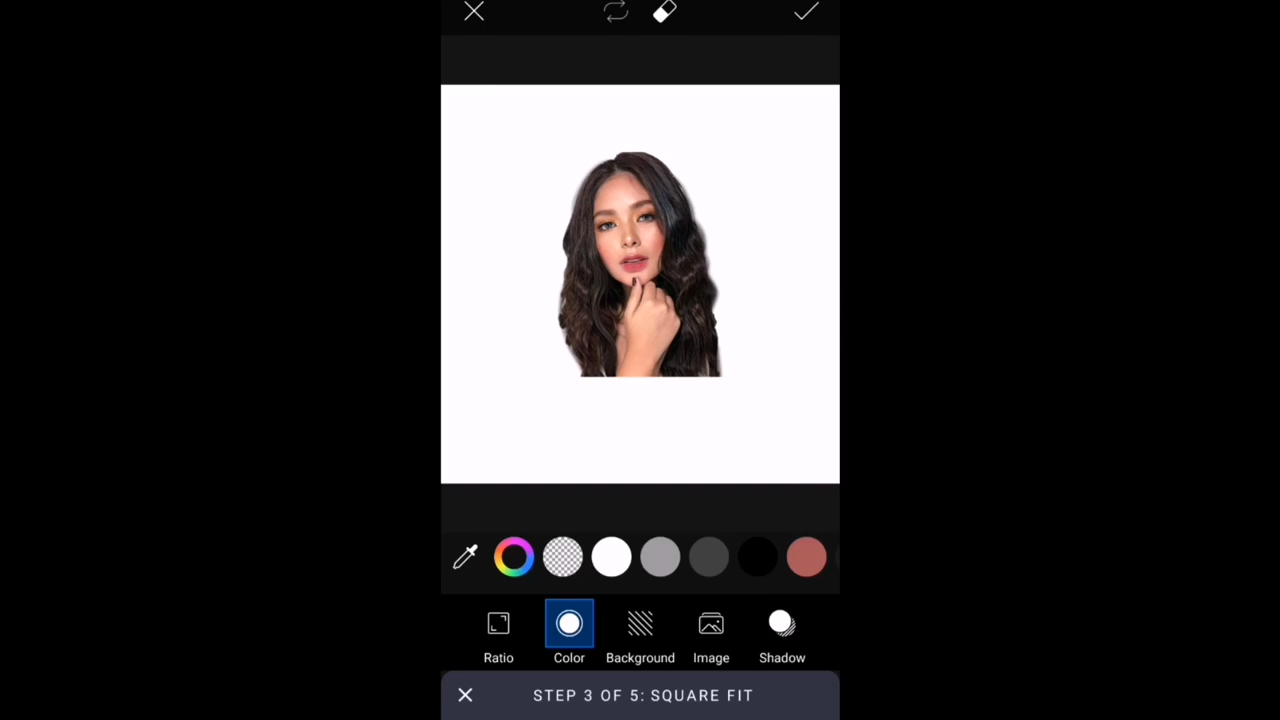 Ratio
Color
Background
Image
Shadow
STEP 3 OF 5: SQUARE FIT